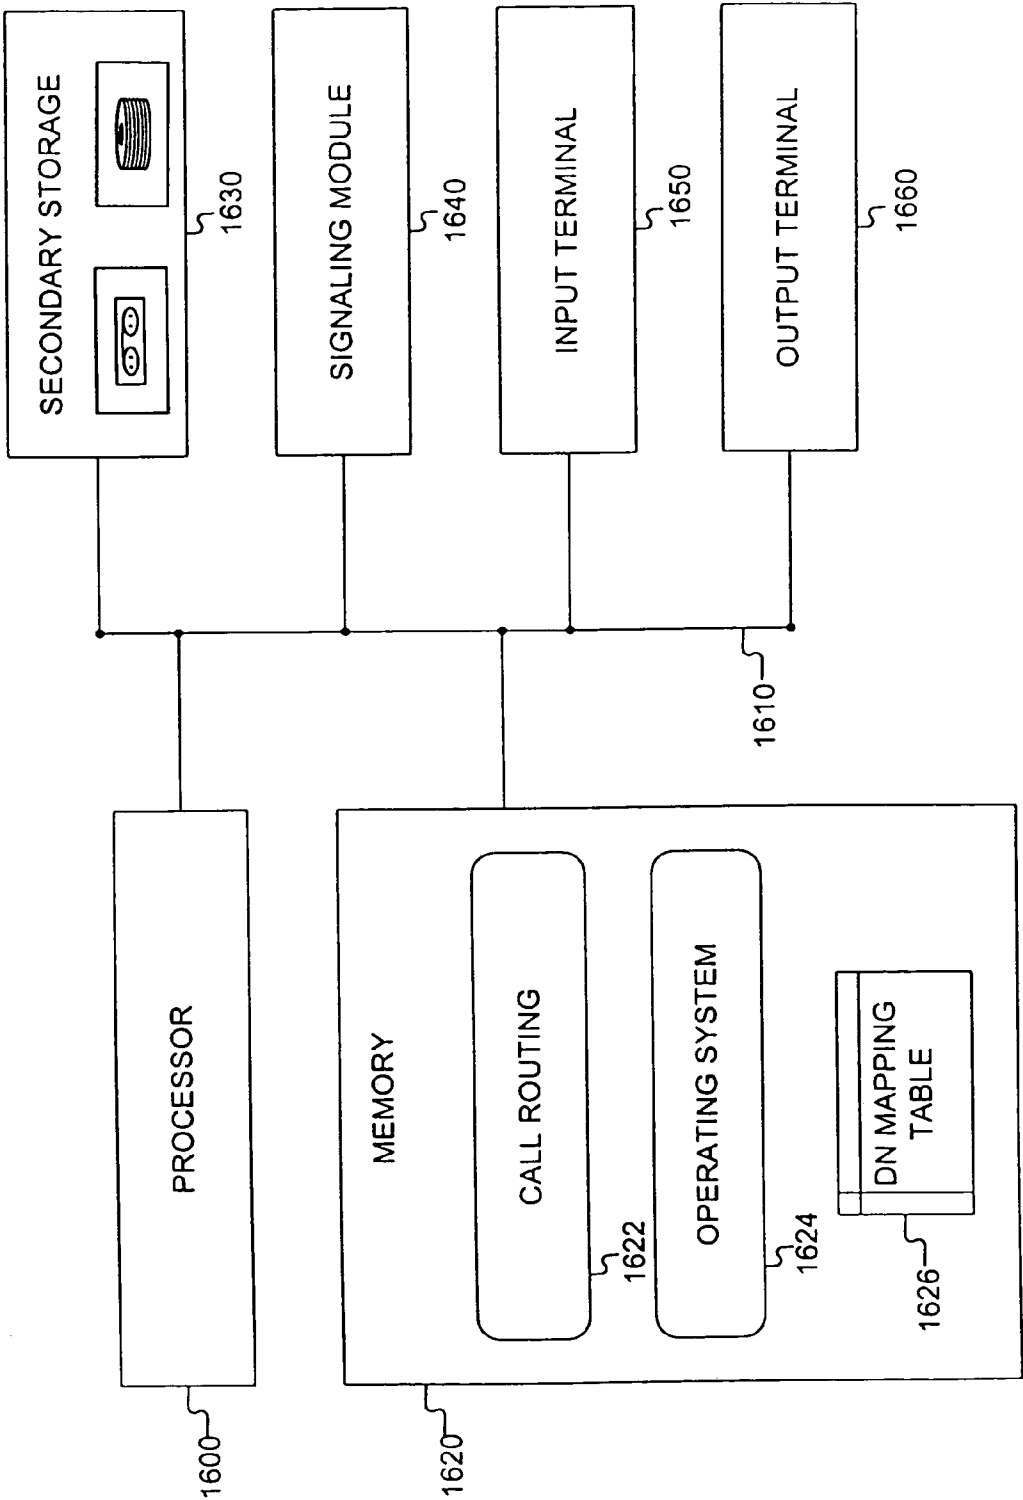 PROCESSOR
1600
MEMORY
1620
CALL ROUTING
1622
OPERATING SYSTEM
1624
DN MAPPING
TABLE
1626
1610
SECONDARY STORAGE
1630
SIGNALING MODULE
1640
INPUT TERMINAL
1650
OUTPUT TERMINAL
1660